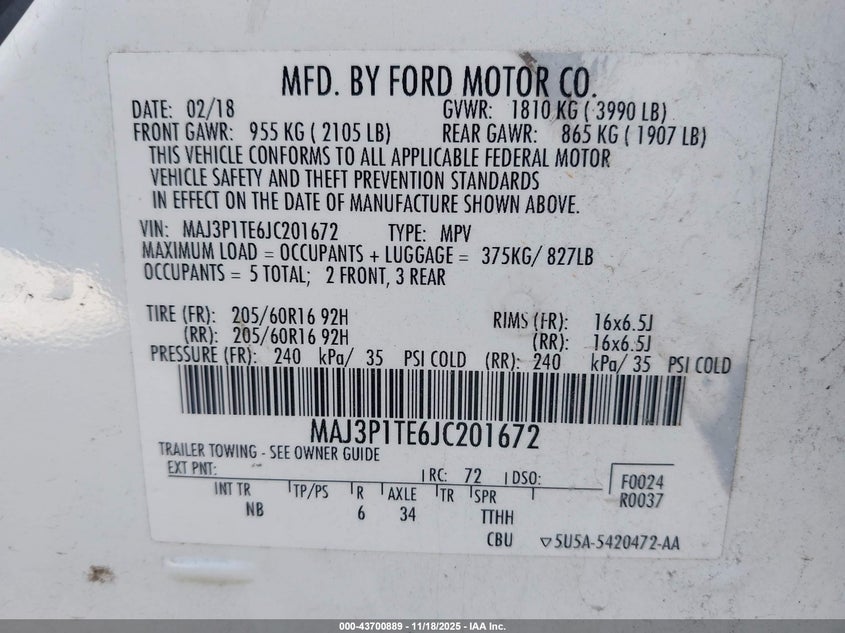 MFD. BY FORD MOTOR CO.
DATE: 02/18 GVWR: 1810 KG ( 3990 LB)
FRONT GAWR: 955 KG ( 2105 LB) REAR GAWR: 865 KG ( 1907 LB)
THIS VEHICLE CONFORMS TO ALL APPLICABLE FEDERAL MOTOR
VEHICLE SAFETY AND THEFT PREVENTION STANDARDS
IN EFFECT ON THE DATE OF MANUFACTURE SHOWN ABOVE.
VIN: MAJ3P1TE6JC201672 TYPE: MPV
MAXIMUM LOAD = OCCUPANTS + LUGGAGE = 375KG/ 827LB
OCCUPANTS = 5 TOTAL; 2 FRONT, 3 REAR
TIRE (FR): 205/60R16 92H RIMS (FR): 16x6.5J
(RR): 205/60R16 92H (RR): 16x6.5J
PRESSURE (FR): 240 kPa/ 35 PSI COLD (RR): 240 kPa/ 35 PSI COLD
MAJ3P1TE6JC201672
TRAILER TOWING - SEE OWNER GUIDE
EXT PNT: RC: 72 DSO: F0024
R0037
INT TR TP/PS R AXLE TR SPR
NB 6 34 TTHH
CBU ▽5U5A-5420472-AA
000-43700889 - 11/18/2025 - IAA Inc.